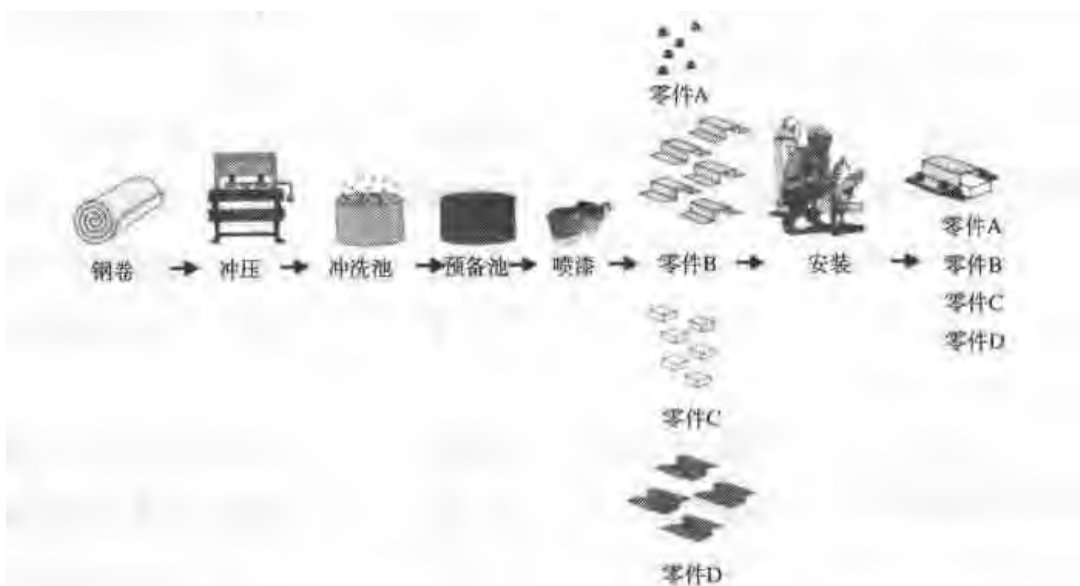 零件A
钢卷 → 冲压 → 冲洗池 → 预备池 → 喷漆 → 零件B → 安装 →
零件A
零件B
零件C
零件D
零件C
零件D